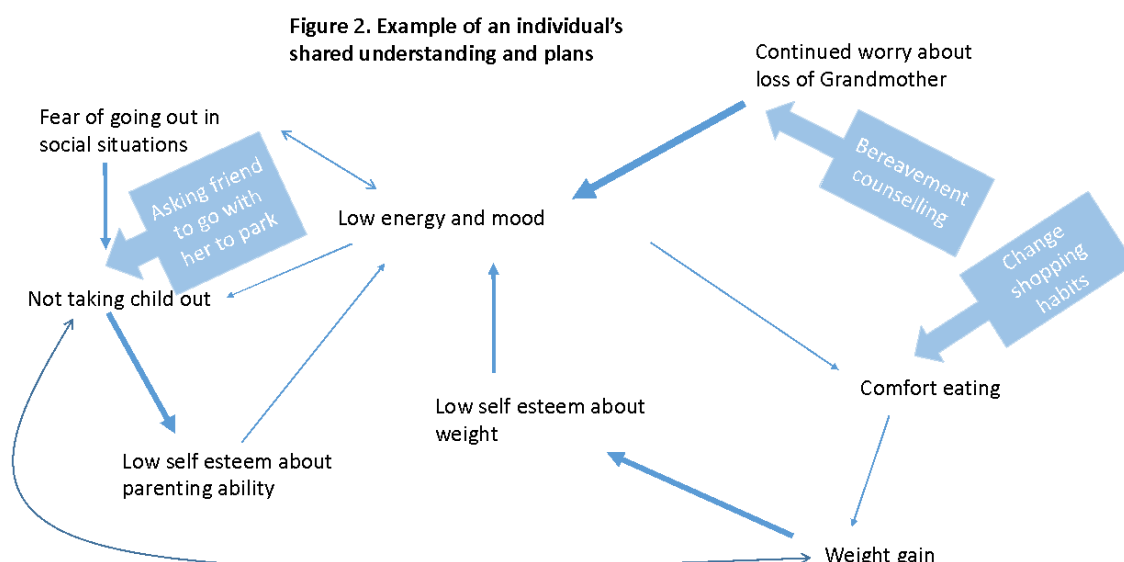 Figure 2. Example of an individual's
shared understanding and plans
Continued worry about
loss of Grandmother
Fear of going out in
social situations
Asking friend
to go with
her to park
Bereavement
counselling
Low energy and mood
Change
shopping
habits
Not taking child out
Comfort eating
Low self esteem about
weight
Low self esteem about
parenting ability
Weight gain